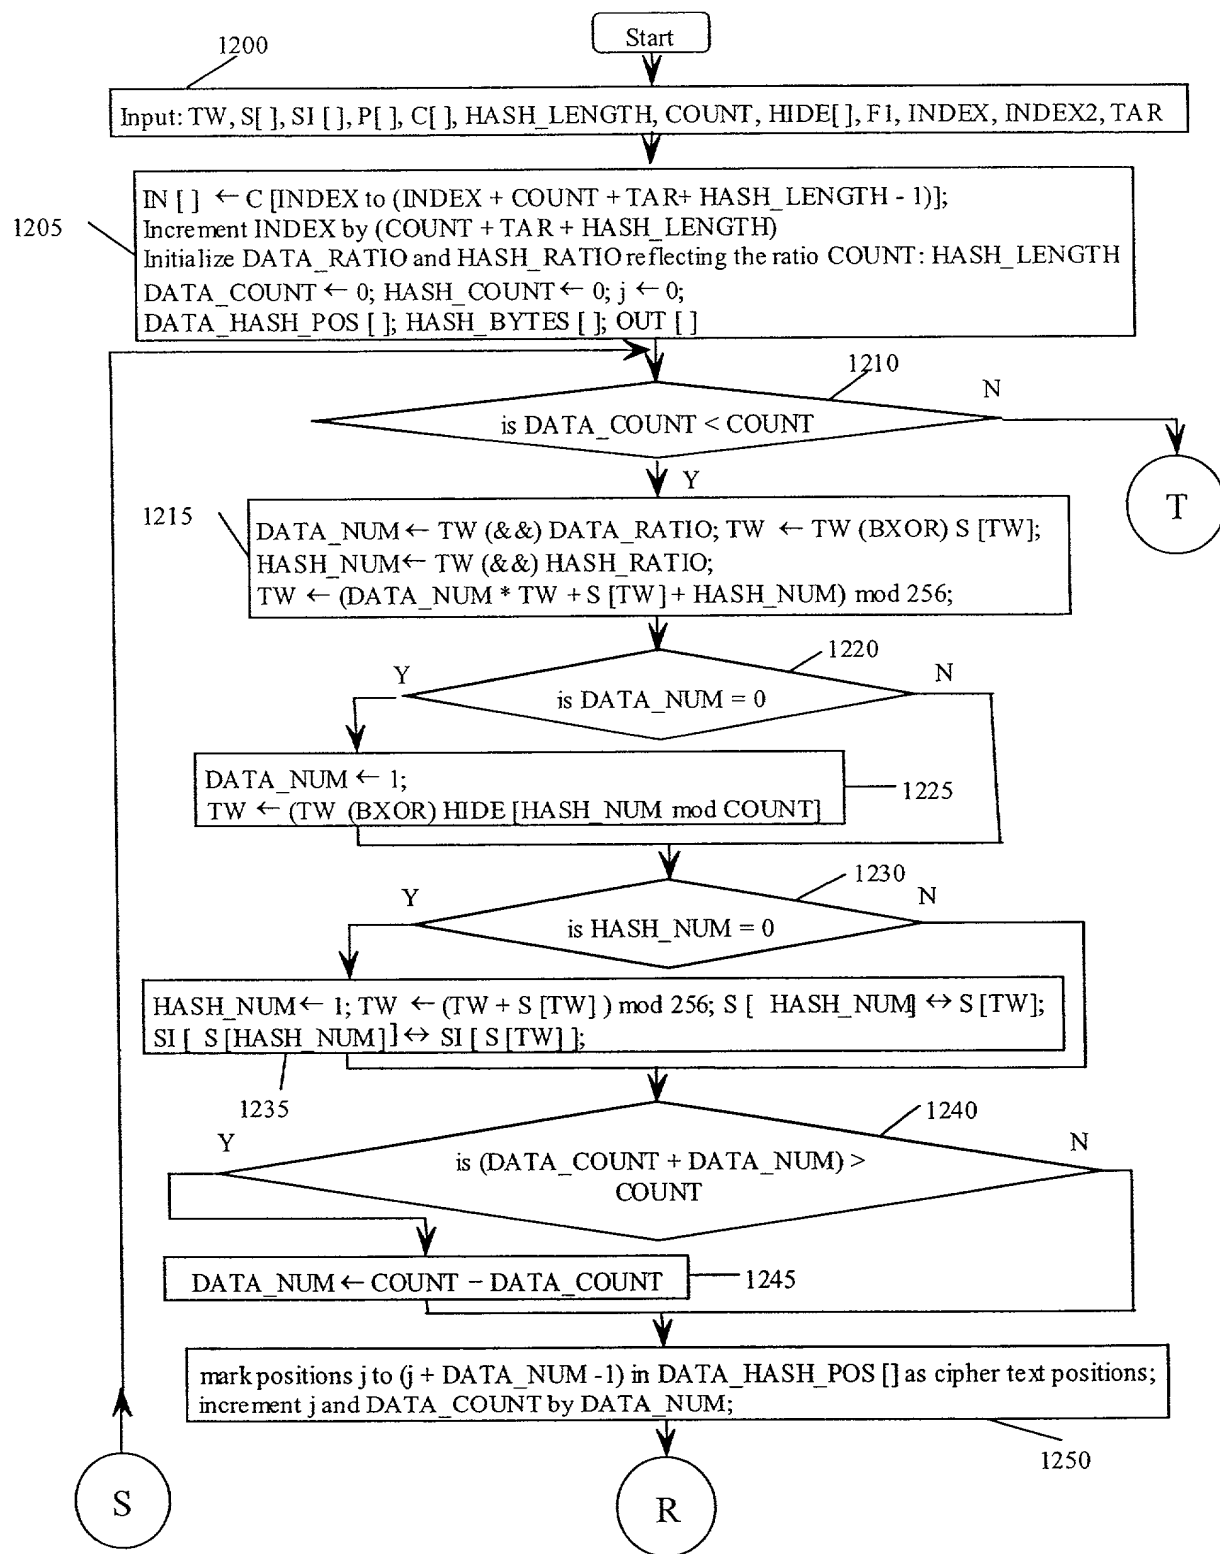 Start
1200
Input: TW, S[ ], SI [ ], P[ ], C[ ], HASH_LENGTH, COUNT, HIDE[ ], F1, INDEX, INDEX2, TAR
IN [ ] ← C [INDEX to (INDEX + COUNT + TAR+ HASH_LENGTH - 1)];
Increment INDEX by (COUNT + TAR + HASH_LENGTH)
1205
Initialize DATA_RATIO and HASH_RATIO reflecting the ratio COUNT: HASH_LENGTH
DATA_COUNT ← 0; HASH_COUNT ← 0; j ← 0;
DATA_HASH_POS [ ]; HASH_BYTES [ ]; OUT [ ]
1210
N
is DATA_COUNT < COUNT
T
Y
1215
DATA_NUM ← TW (&&) DATA_RATIO; TW ← TW (BXOR) S [TW];
HASH_NUM ← TW (&&) HASH_RATIO;
TW ← (DATA_NUM * TW + S [TW] + HASH_NUM) mod 256;
1220
Y
N
is DATA_NUM = 0
DATA_NUM ← 1;
1225
TW ← (TW (BXOR) HIDE [HASH_NUM mod COUNT]
1230
Y
N
is HASH_NUM = 0
HASH_NUM ← 1; TW ← (TW + S [TW] ) mod 256; S [ HASH_NUM] ↔ S [TW];
SI [ S [HASH_NUM] ] ↔ SI [ S [TW] ];
1235
1240
Y
N
is (DATA_COUNT + DATA_NUM) >
COUNT
DATA_NUM ← COUNT – DATA_COUNT
1245
mark positions j to (j + DATA_NUM -1) in DATA_HASH_POS [] as cipher text positions;
increment j and DATA_COUNT by DATA_NUM;
1250
S
R